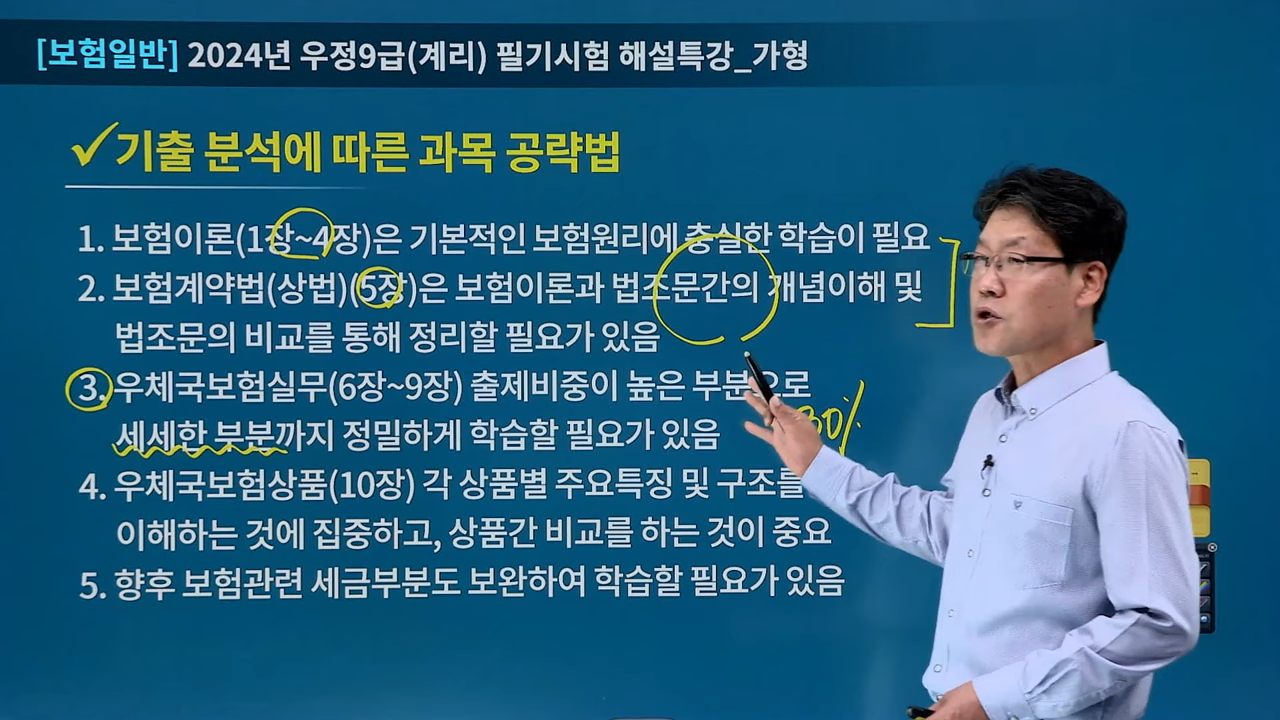 [보험일반] 2024년 우정9급(계리) 필기시험 해설특강_가형
✓기출 분석에 따른 과목 공략법
1. 보험이론(1장~4장)은 기본적인 보험원리에 충실한 학습이 필요
2. 보험계약법(상법)(5장)은 보험이론과 법조문간의 개념이해 및
법조문의 비교를 통해 정리할 필요가 있음
3. 우체국보험실무(6장~9장) 출제비중이 높은 부분으로
세세한 부분까지 정밀하게 학습할 필요가 있음
30%
4. 우체국보험상품(10장) 각 상품별 주요특징 및 구조를
이해하는 것에 집중하고, 상품간 비교를 하는 것이 중요
5. 향후 보험관련 세금부분도 보완하여 학습할 필요가 있음